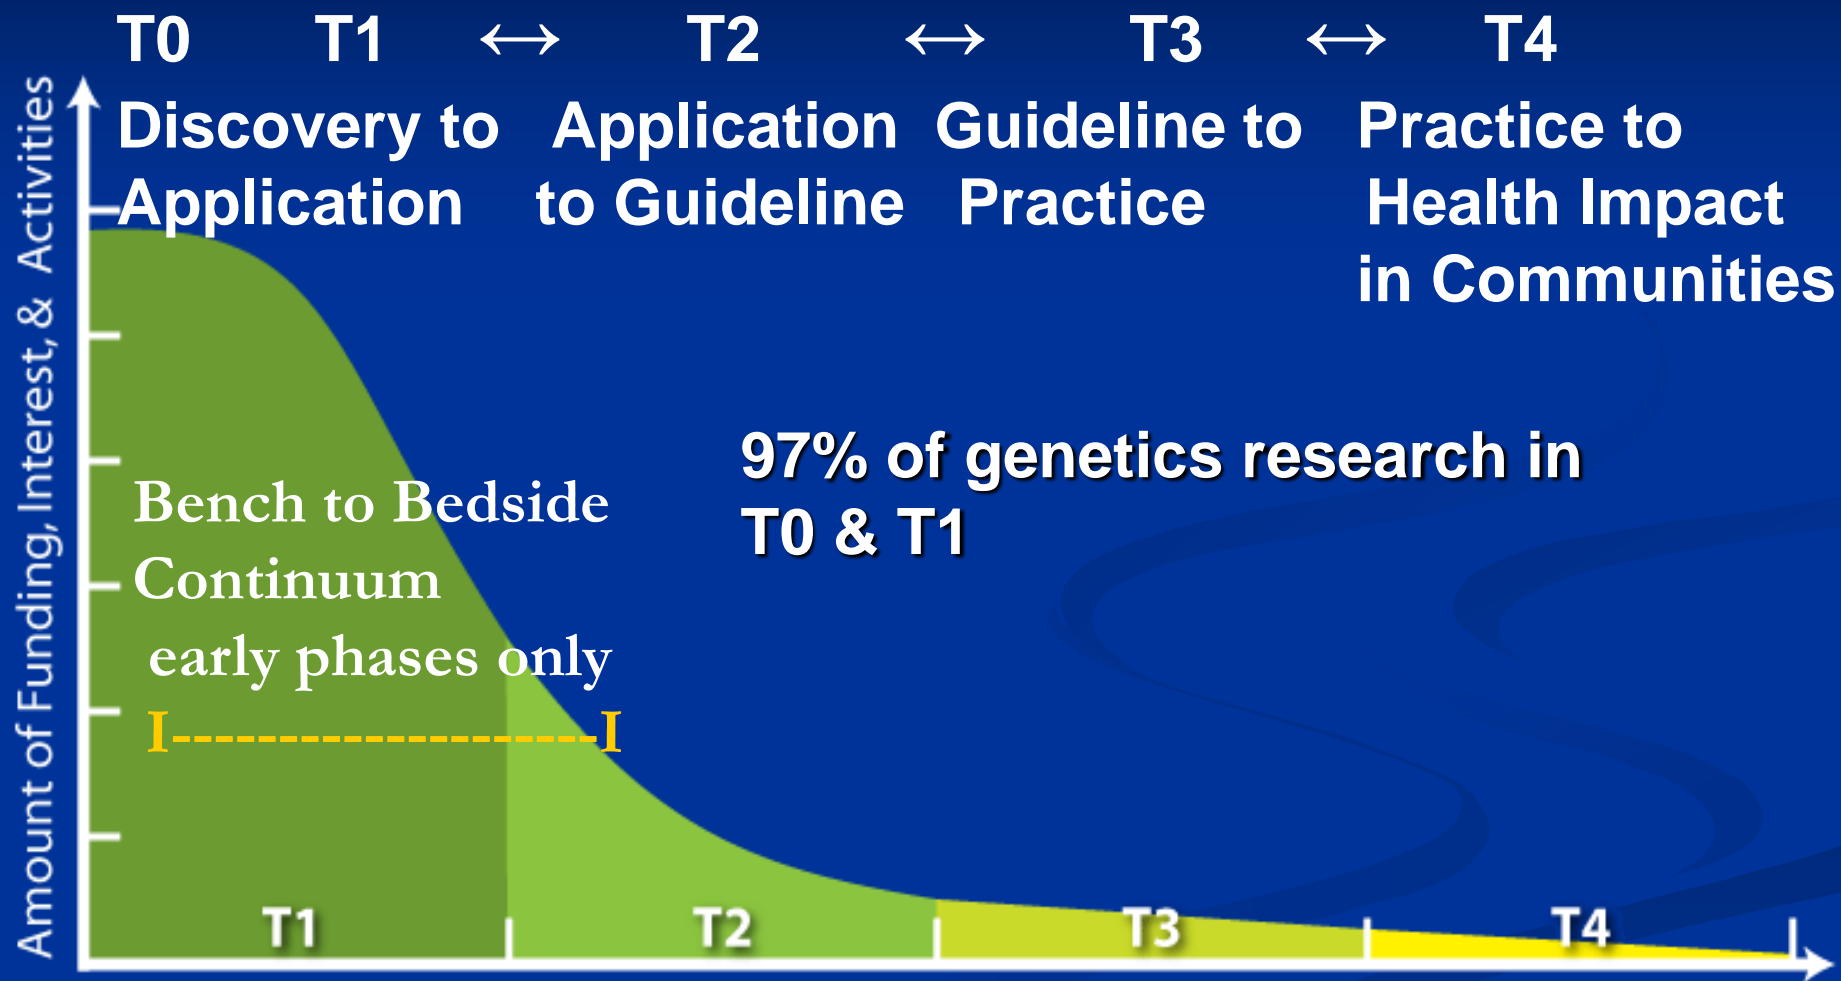 T0 T1 ↔ T2 ↔ T3 ↔ T4
Discovery to
Application
Application
to Guideline
Guideline to
Practice
Practice to
Health Impact
in Communities
Amount of Funding, Interest, & Activities
97% of genetics research in
T0 & T1
Bench to Bedside
Continuum
early phases only
I--------------------I
T1 T2 T3 T4